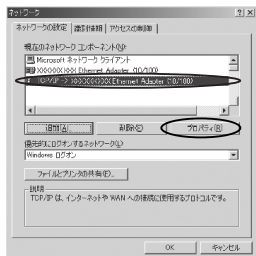 ネットワーク
ネットワークの設定 識別情報 アクセスの制御
現在のネットワーク コンポーネント(N):
Microsoft ネットワーク クライアント
XXXXXXXX Ethernet Adapter (10/100)
TCP/IP -> XXXXXXXX Ethernet Adapter (10/100)
追加(A)... 削除(E) プロパティ(R)
優先的にログオンするネットワーク(L):
Windows ログオン
ファイルとプリンタの共有(F)...
説明
TCP/IP は、インターネットや WAN への接続に使用するプロトコルです。
OK キャンセル